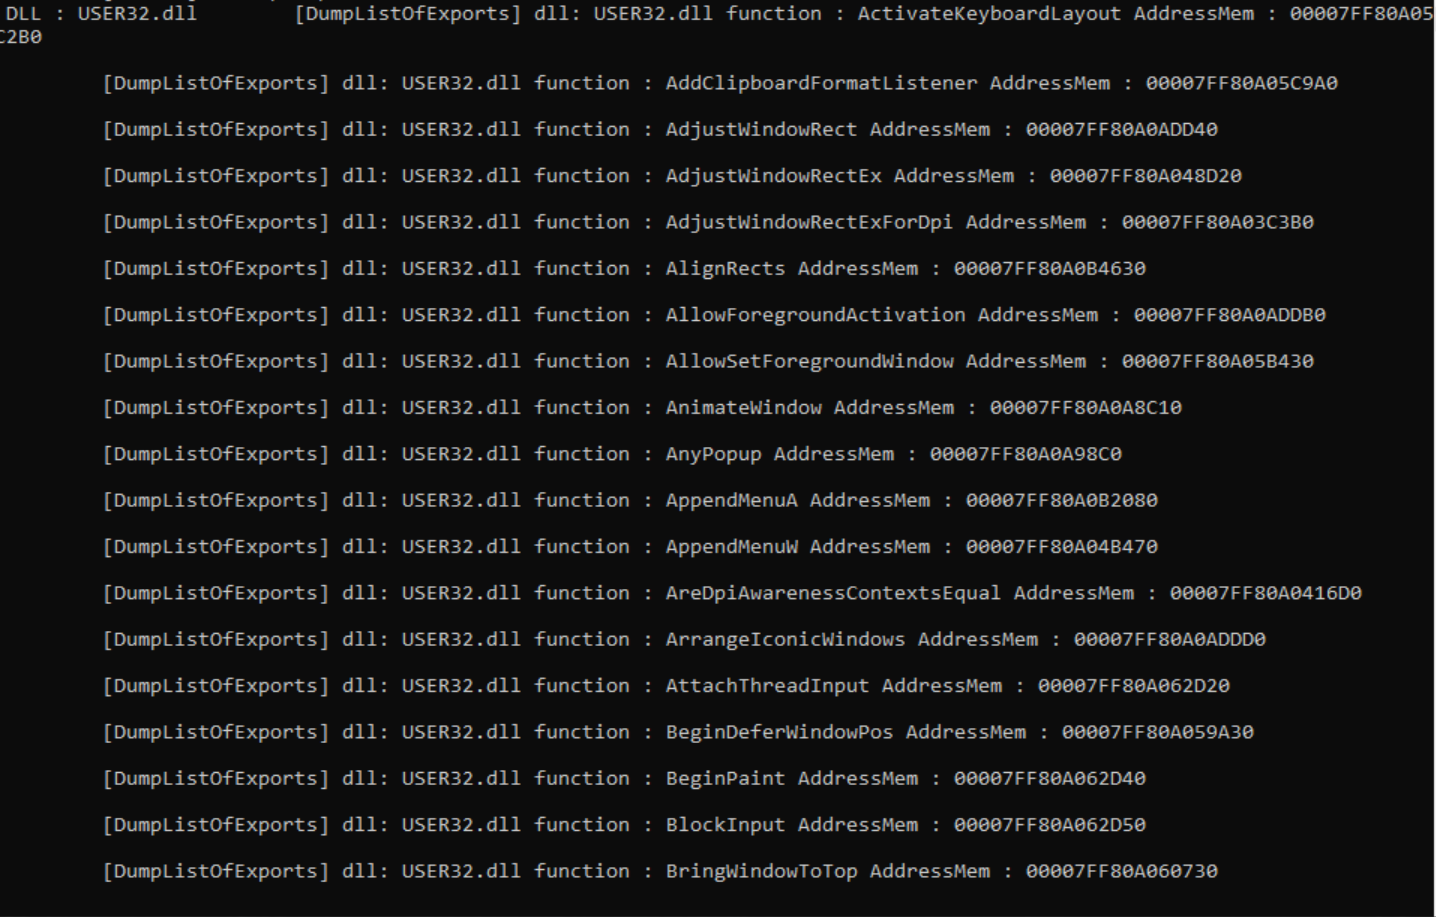 DLL : USER32.dll [DumpListOfExports] dll: USER32.dll function : ActivateKeyboardLayout AddressMem : 00007FF80A05
C2B0
[DumpListOfExports] dll: USER32.dll function : AddClipboardFormatListener AddressMem : 00007FF80A05C9A0
[DumpListOfExports] dll: USER32.dll function : AdjustWindowRect AddressMem : 00007FF80A0ADD40
[DumpListOfExports] dll: USER32.dll function : AdjustWindowRectEx AddressMem : 00007FF80A048D20
[DumpListOfExports] dll: USER32.dll function : AdjustWindowRectExForDpi AddressMem : 00007FF80A03C3B0
[DumpListOfExports] dll: USER32.dll function : AlignRects AddressMem : 00007FF80A0B4630
[DumpListOfExports] dll: USER32.dll function : AllowForegroundActivation AddressMem : 00007FF80A0ADDB0
[DumpListOfExports] dll: USER32.dll function : AllowSetForegroundWindow AddressMem : 00007FF80A05B430
[DumpListOfExports] dll: USER32.dll function : AnimateWindow AddressMem : 00007FF80A0A8C10
[DumpListOfExports] dll: USER32.dll function : AnyPopup AddressMem : 00007FF80A0A98C0
[DumpListOfExports] dll: USER32.dll function : AppendMenuA AddressMem : 00007FF80A0B2080
[DumpListOfExports] dll: USER32.dll function : AppendMenuW AddressMem : 00007FF80A04B470
[DumpListOfExports] dll: USER32.dll function : AreDpiAwarenessContextsEqual AddressMem : 00007FF80A0416D0
[DumpListOfExports] dll: USER32.dll function : ArrangeIconicWindows AddressMem : 00007FF80A0ADDD0
[DumpListOfExports] dll: USER32.dll function : AttachThreadInput AddressMem : 00007FF80A062D20
[DumpListOfExports] dll: USER32.dll function : BeginDeferWindowPos AddressMem : 00007FF80A059A30
[DumpListOfExports] dll: USER32.dll function : BeginPaint AddressMem : 00007FF80A062D40
[DumpListOfExports] dll: USER32.dll function : BlockInput AddressMem : 00007FF80A062D50
[DumpListOfExports] dll: USER32.dll function : BringWindowToTop AddressMem : 00007FF80A060730